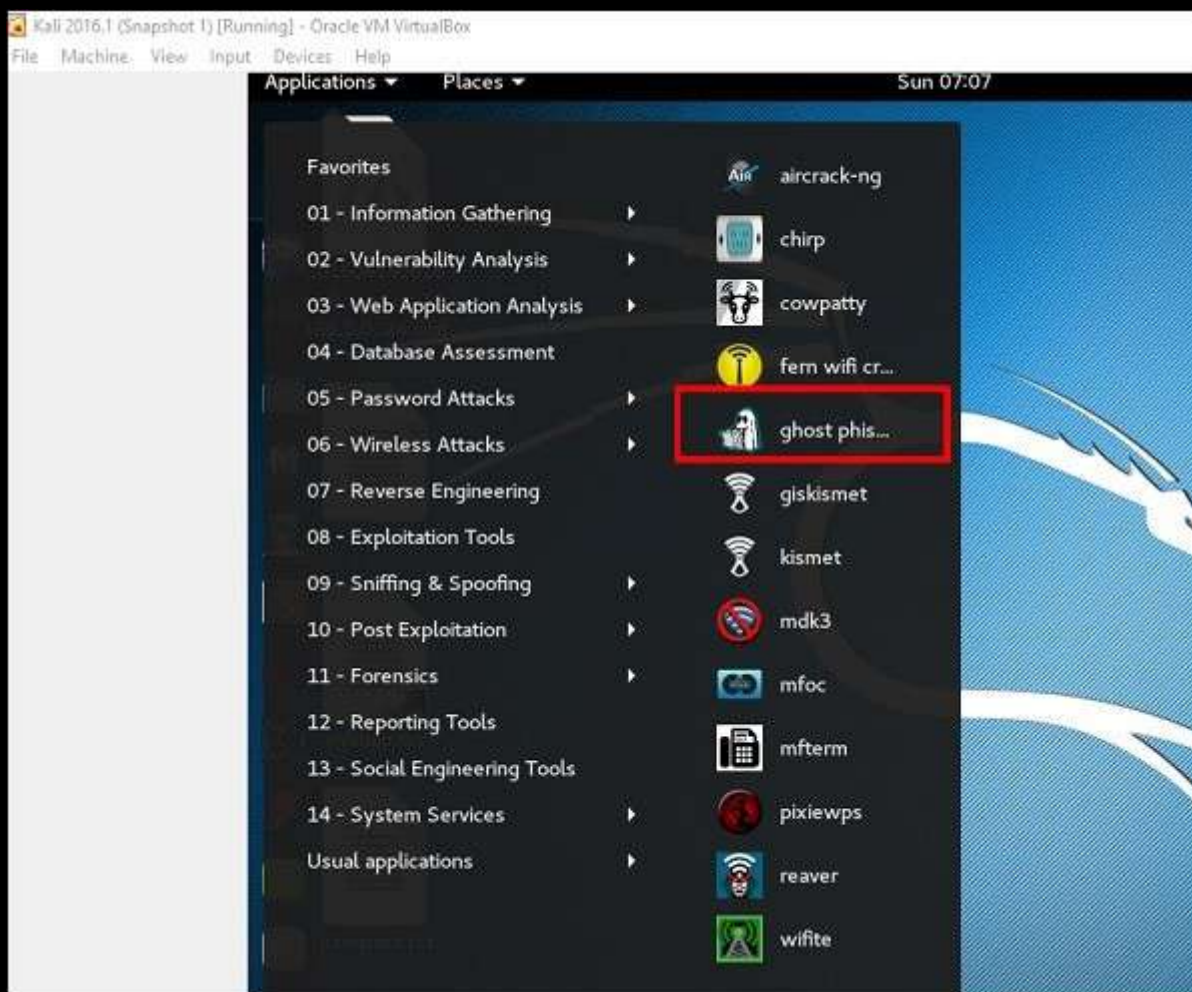 Kali 2016.1 (Snapshot 1) [Running] - Oracle VM VirtualBox
File Machine View Input Devices Help
Applications Places Sun 07:07
Favorites
01 - Information Gathering
02 - Vulnerability Analysis
03 - Web Application Analysis
04 - Database Assessment
05 - Password Attacks
06 - Wireless Attacks
07 - Reverse Engineering
08 - Exploitation Tools
09 - Sniffing & Spoofing
10 - Post Exploitation
11 - Forensics
12 - Reporting Tools
13 - Social Engineering Tools
14 - System Services
Usual applications
AIR aircrack-ng
chirp
cowpatty
fern wifi cr...
ghost phis...
giskismet
kismet
mdk3
mfoc
mfterm
pixiewps
reaver
wifite